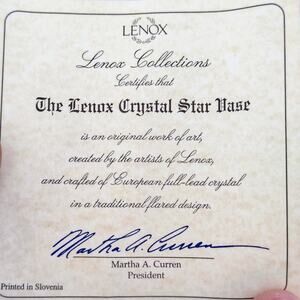 LENOX
Lenox Collections
Certifies that
The Lenox Crystal Star Vase
is an original work of art,
created by the artists of Lenox,
and crafted of European full-lead crystal
in a traditional flared design.
Martha A. Curren
Martha A. Curren
President
Printed in Slovenia